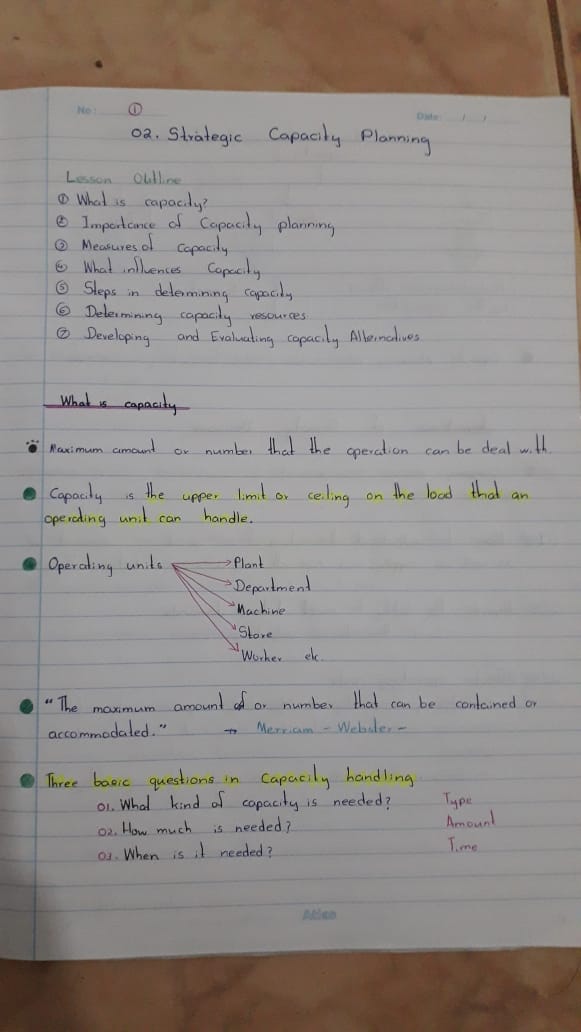 No: ①
Date: / /
02. Strategic Capacity Planning
Lesson Outline
① What is capacity?
② Importance of Capacity planning
③ Measures of Capacity
④ What influences Capacity
⑤ Steps in determining capacity
⑥ Determining capacity resources
⑦ Developing and Evaluating capacity Alternatives
What is capacity
Maximum amount or number that the operation can be deal with.
Capacity is the upper limit or ceiling on the load that an
operating unit can handle.
Operating units → Plant
Department
Machine
Store
Worker etc.
"The maximum amount of or number that can be contained or
accommodated." → Merriam - Webster -
Three basic questions in Capacity handling
01. What kind of capacity is needed? Type
02. How much is needed? Amount
03. When is it needed? Time
Atlas